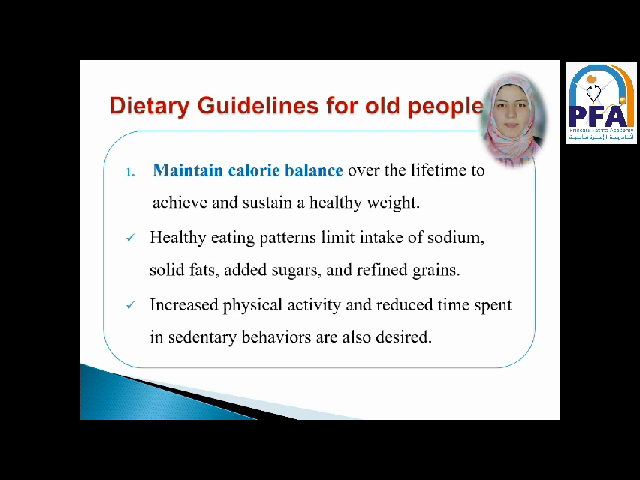 Dietary Guidelines for old people
1. Maintain calorie balance over the lifetime to
achieve and sustain a healthy weight.
✓ Healthy eating patterns limit intake of sodium,
solid fats, added sugars, and refined grains.
✓ Increased physical activity and reduced time spent
in sedentary behaviors are also desired.
PFA